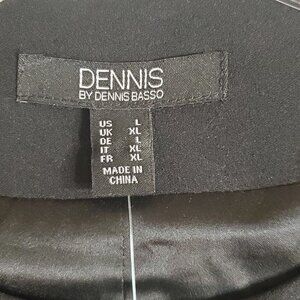 DENNIS
BY DENNIS BASSO
US L
UK XL
DE L
IT XL
FR XL
MADE IN
CHINA